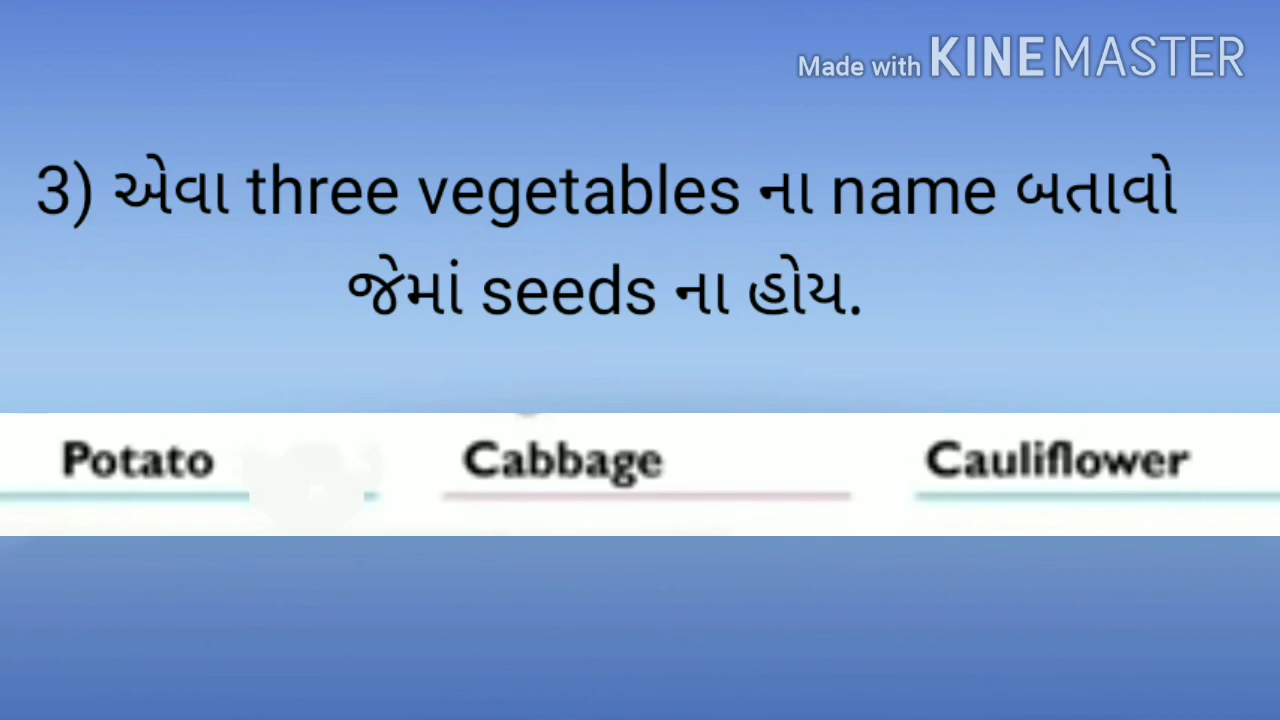 Made with KINEMASTER
3) એવા three vegetables ના name બતાવો
જેમાં seeds ના હોય.
Potato Cabbage Cauliflower